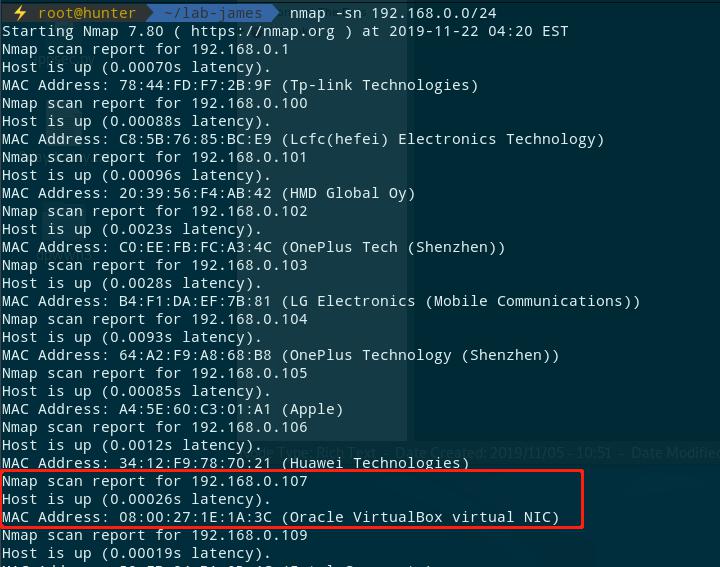 ⚡ root@hunter ~/lab-james nmap -sn 192.168.0.0/24
Starting Nmap 7.80 ( https://nmap.org ) at 2019-11-22 04:20 EST
Nmap scan report for 192.168.0.1
Host is up (0.00070s latency).
MAC Address: 78:44:FD:F7:2B:9F (Tp-link Technologies)
Nmap scan report for 192.168.0.100
Host is up (0.00088s latency).
MAC Address: C8:5B:76:85:BC:E9 (Lcfc(hefei) Electronics Technology)
Nmap scan report for 192.168.0.101
Host is up (0.00096s latency).
MAC Address: 20:39:56:F4:AB:42 (HMD Global Oy)
Nmap scan report for 192.168.0.102
Host is up (0.0023s latency).
MAC Address: C0:EE:FB:FC:A3:4C (OnePlus Tech (Shenzhen))
Nmap scan report for 192.168.0.103
Host is up (0.0028s latency).
MAC Address: B4:F1:DA:EF:7B:81 (LG Electronics (Mobile Communications))
Nmap scan report for 192.168.0.104
Host is up (0.0093s latency).
MAC Address: 64:A2:F9:A8:68:B8 (OnePlus Technology (Shenzhen))
Nmap scan report for 192.168.0.105
Host is up (0.00085s latency).
MAC Address: A4:5E:60:C3:01:A1 (Apple)
Nmap scan report for 192.168.0.106
Host is up (0.0012s latency).
Type: Rich Text - Date Created: 2019/11/05 - 10:51 - Date Modified
MAC Address: 34:12:F9:78:70:21 (Huawei Technologies)
Nmap scan report for 192.168.0.107
Host is up (0.00026s latency).
MAC Address: 08:00:27:1E:1A:3C (Oracle VirtualBox virtual NIC)
Nmap scan report for 192.168.0.109
Host is up (0.00019s latency).